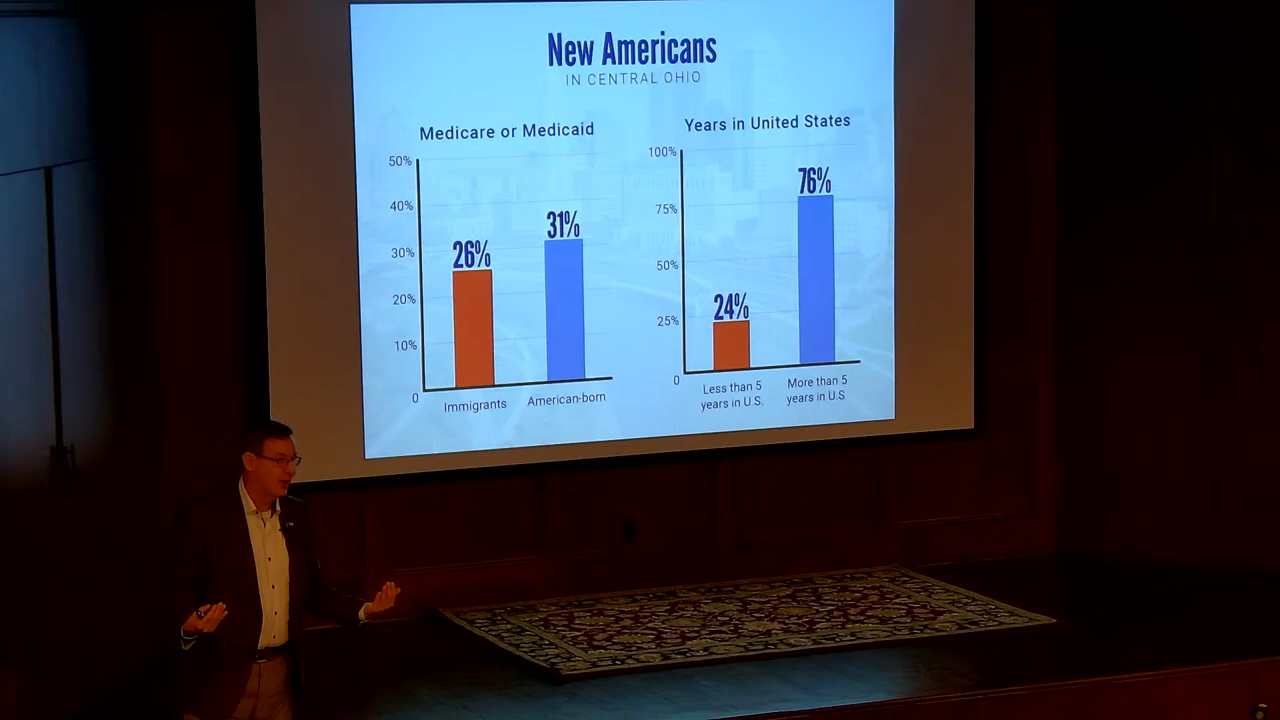 New Americans
IN CENTRAL OHIO
Medicare or Medicaid
50%
40%
30%
20%
10%
0
26%
31%
Immigrants
American-born
Years in United States
100%
75%
50%
25%
0
24%
76%
Less than 5
years in U.S.
More than 5
years in U.S